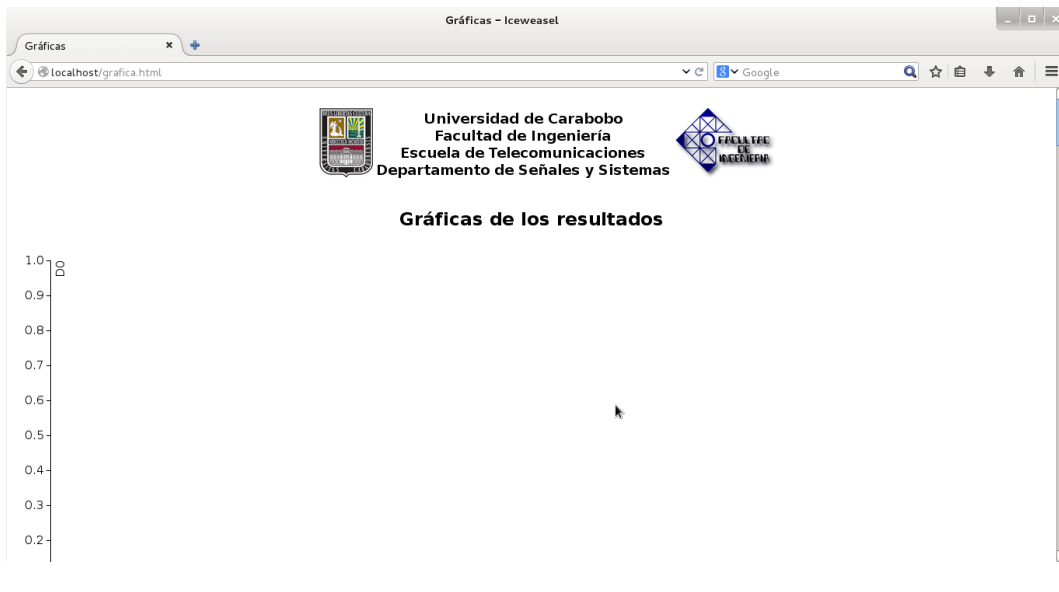 Gráficas – Iceweasel
Gráficas
localhost/grafica.html
8
Google
Universidad de Carabobo
Facultad de Ingeniería
Escuela de Telecomunicaciones
Departamento de Señales y Sistemas
FACULTAD
DE
INGENIERIA
Gráficas de los resultados
DO
1.0
0.9
0.8
0.7
0.6
0.5
0.4
0.3
0.2